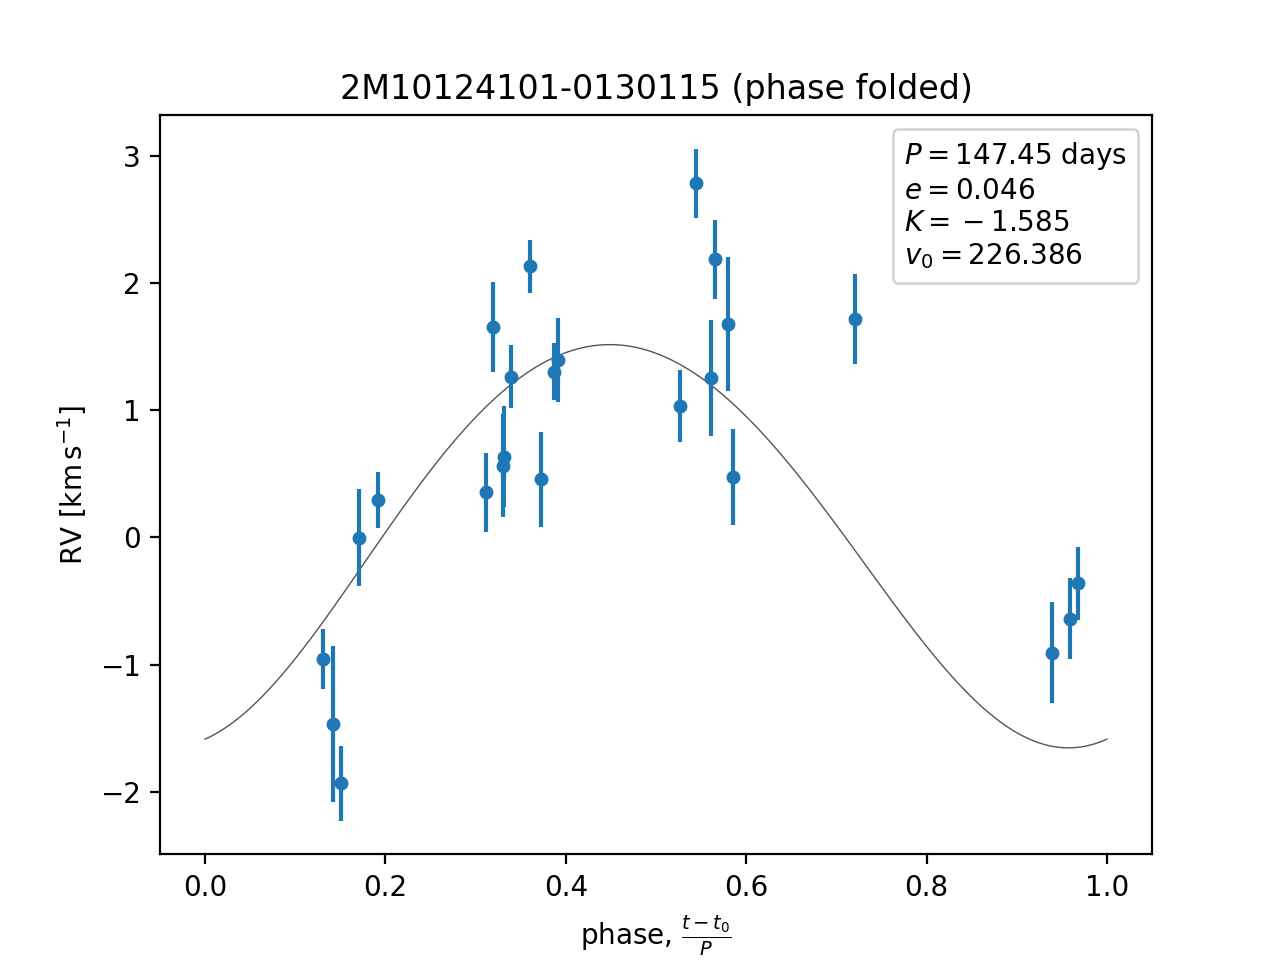 2M10124101-0130115 (phase folded)
P = 147.45 days
e = 0.046
K = −1.585
v₀ = 226.386
3
2
1
0
−1
−2
RV [km s⁻¹]
0.0 0.2 0.4 0.6 0.8 1.0
phase, (t − t₀)/P